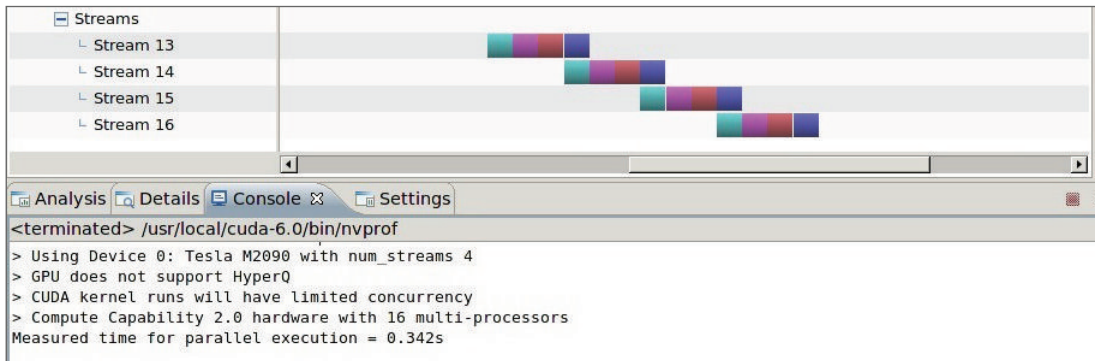 Streams
Stream 13
Stream 14
Stream 15
Stream 16
Analysis Details Console Settings
<terminated> /usr/local/cuda-6.0/bin/nvprof
> Using Device 0: Tesla M2090 with num_streams 4
> GPU does not support HyperQ
> CUDA kernel runs will have limited concurrency
> Compute Capability 2.0 hardware with 16 multi-processors
Measured time for parallel execution = 0.342s